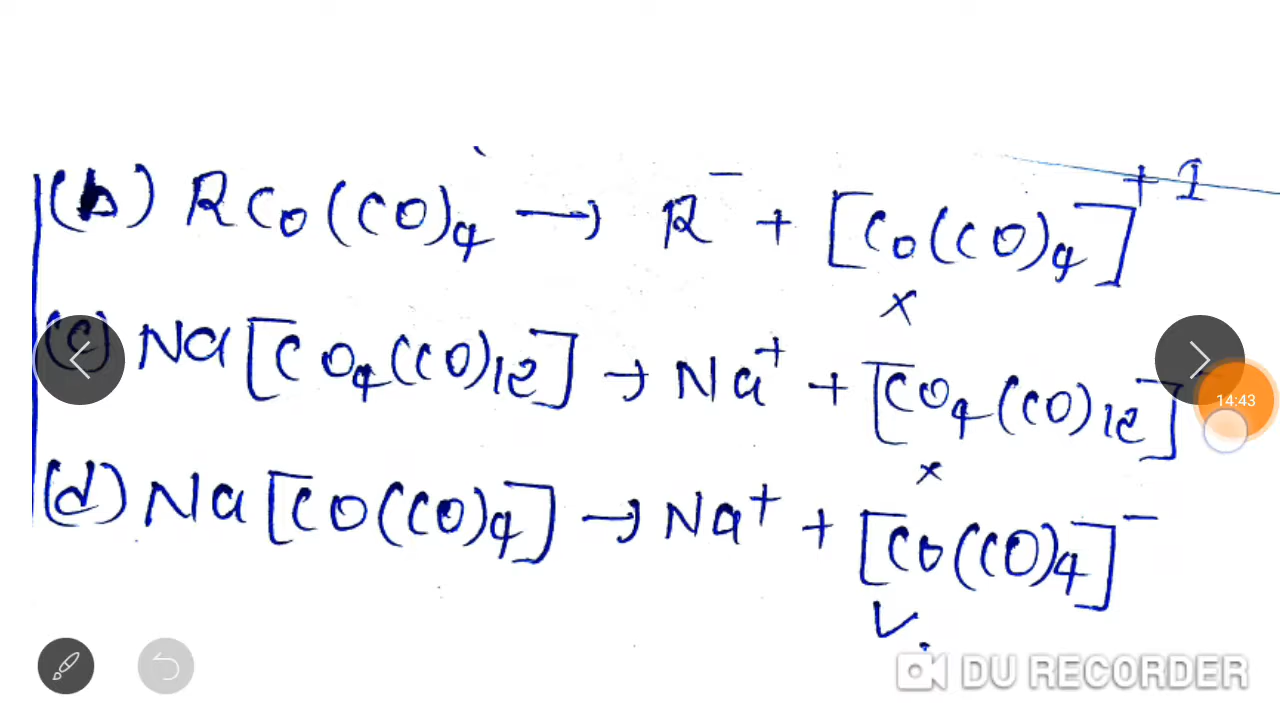 (b) RCo(CO)₄ → R⁻ + [Co(CO)₄]⁺¹
x
(c) Na[CO₄(CO)₁₂] → Na⁺ + [CO₄(CO)₁₂]⁻
14:43
x
(d) Na[CO(CO)₄] → Na⁺ + [Co(CO)₄]⁻
✓.
DU RECORDER